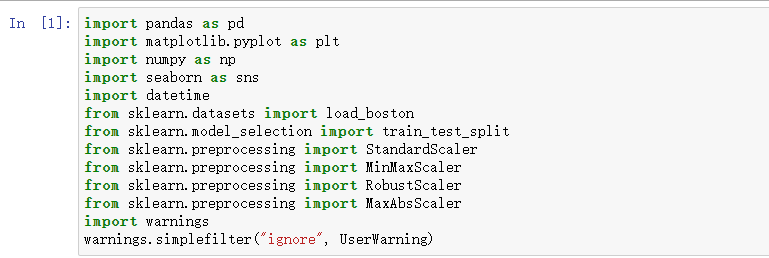 In [1]:
import pandas as pd
import matplotlib.pyplot as plt
import numpy as np
import seaborn as sns
import datetime
from sklearn.datasets import load_boston
from sklearn.model_selection import train_test_split
from sklearn.preprocessing import StandardScaler
from sklearn.preprocessing import MinMaxScaler
from sklearn.preprocessing import RobustScaler
from sklearn.preprocessing import MaxAbsScaler
import warnings
warnings.simplefilter("ignore", UserWarning)